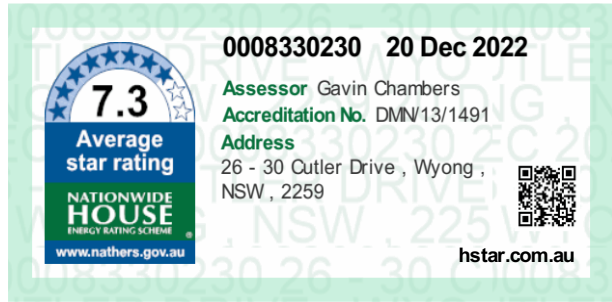 0008330230 20 Dec 2022
7.3
Average
star rating
NATIONWIDE
HOUSE
ENERGY RATING SCHEME
®
www.nathers.gov.au
Assessor Gavin Chambers
Accreditation No. DMN/13/1491
Address
26 - 30 Cutler Drive , Wyong ,
NSW , 2259
hstar.com.au